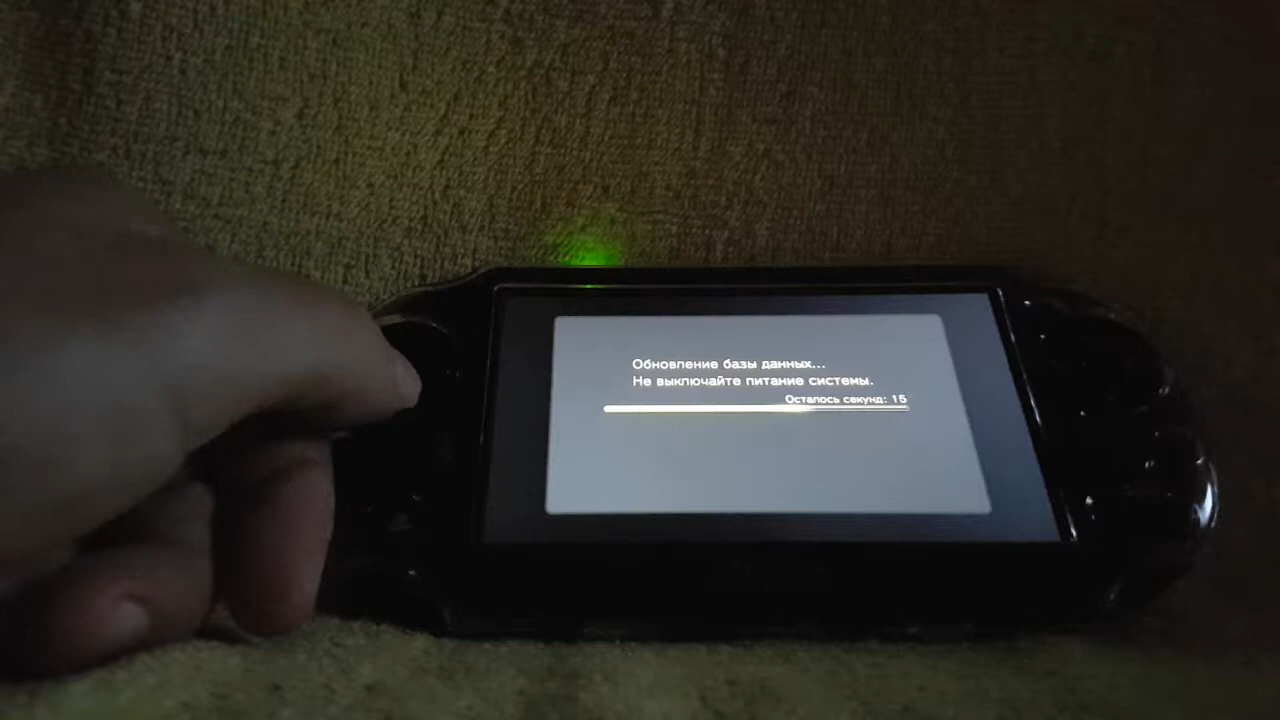 Обновление базы данных...
Не выключайте питание системы.
Осталось секунд: 15